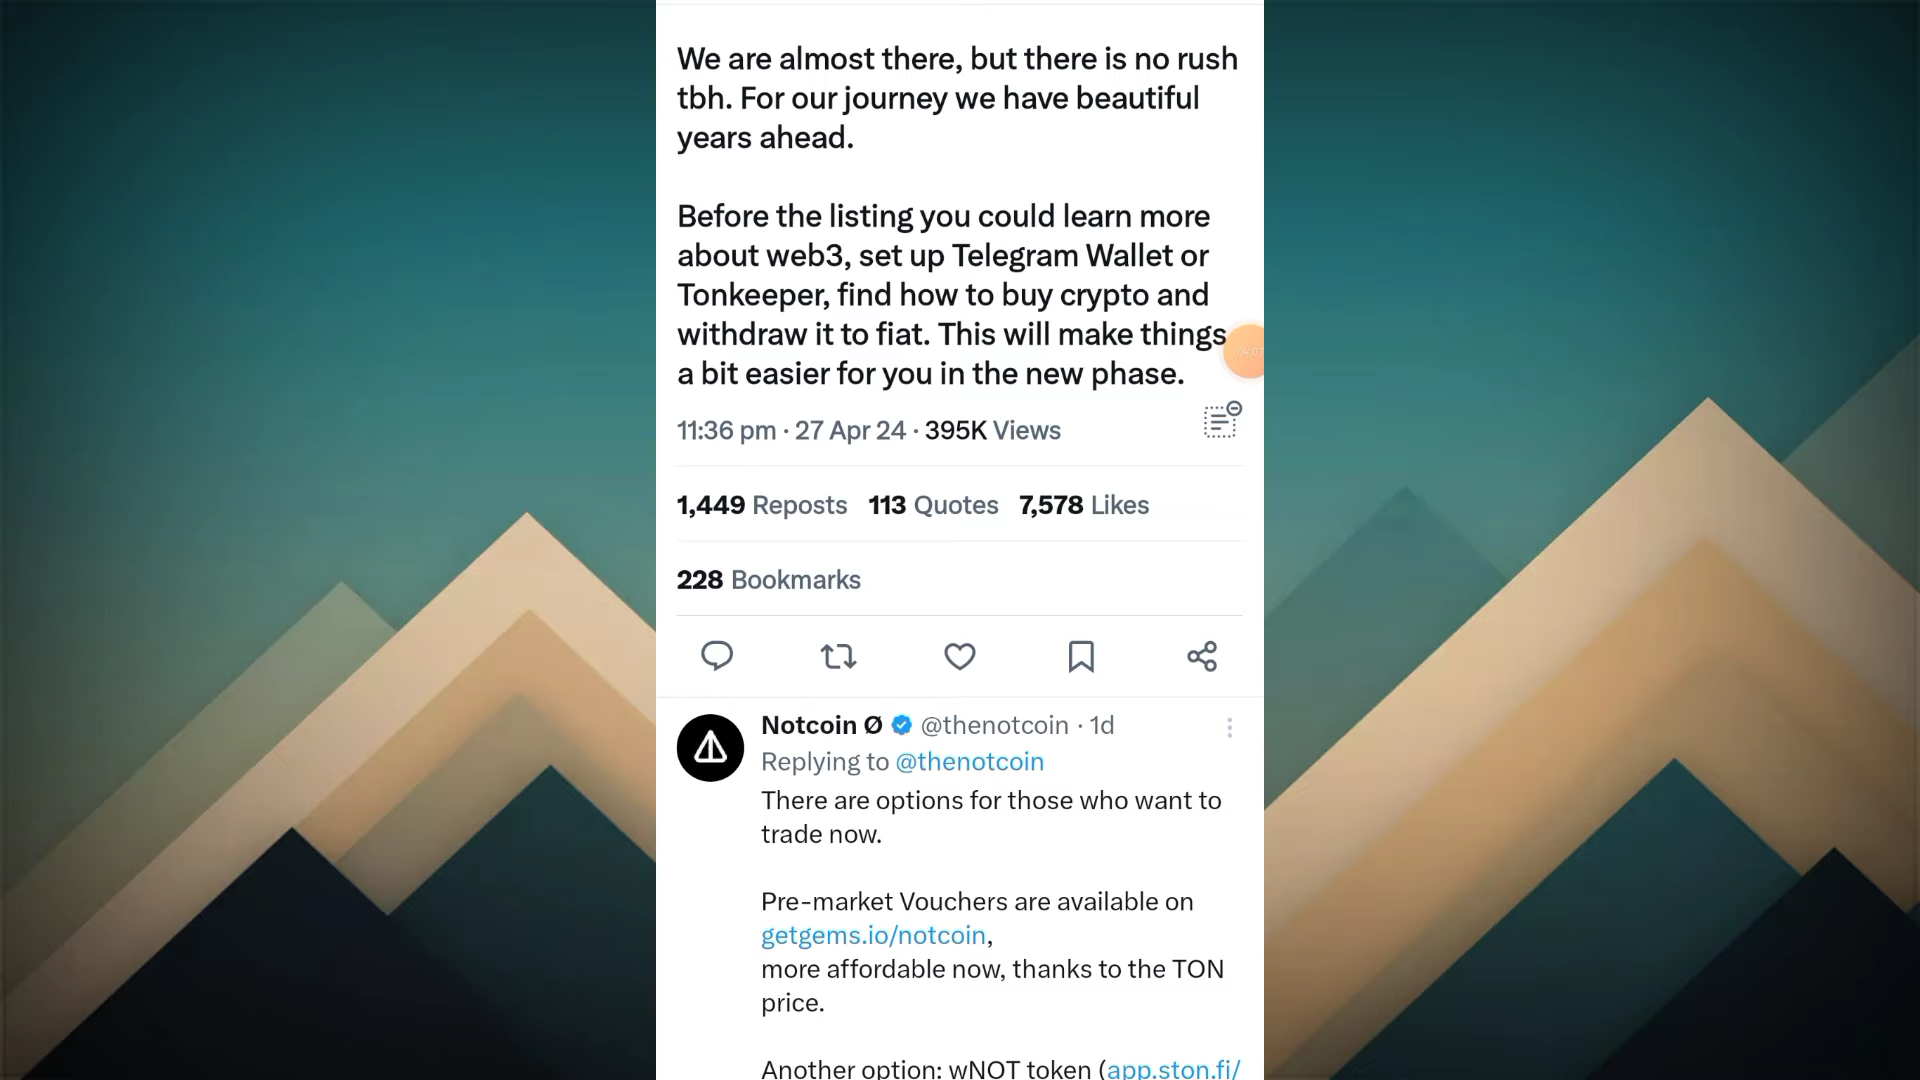 We are almost there, but there is no rush
tbh. For our journey we have beautiful
years ahead.
Before the listing you could learn more
about web3, set up Telegram Wallet or
Tonkeeper, find how to buy crypto and
withdraw it to fiat. This will make things
a bit easier for you in the new phase.
04:07
11:36 pm · 27 Apr 24 · 395K Views
1,449 Reposts 113 Quotes 7,578 Likes
228 Bookmarks
Notcoin Ø @thenotcoin · 1d
Replying to @thenotcoin
There are options for those who want to
trade now.
Pre-market Vouchers are available on
getgems.io/notcoin,
more affordable now, thanks to the TON
price.
Another option: wNOT token (app.ston.fi/